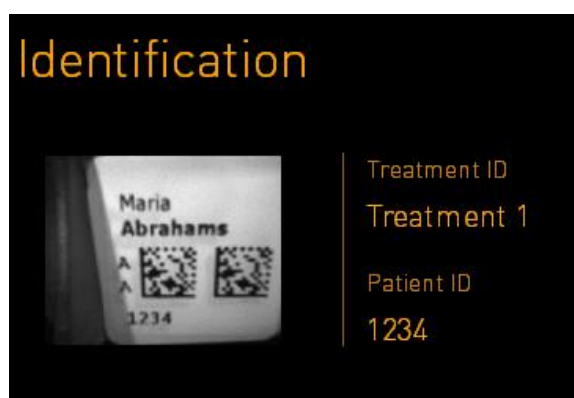 Identification
Maria
Abrahams
A
A
1234
Treatment ID
Treatment 1
Patient ID
1234